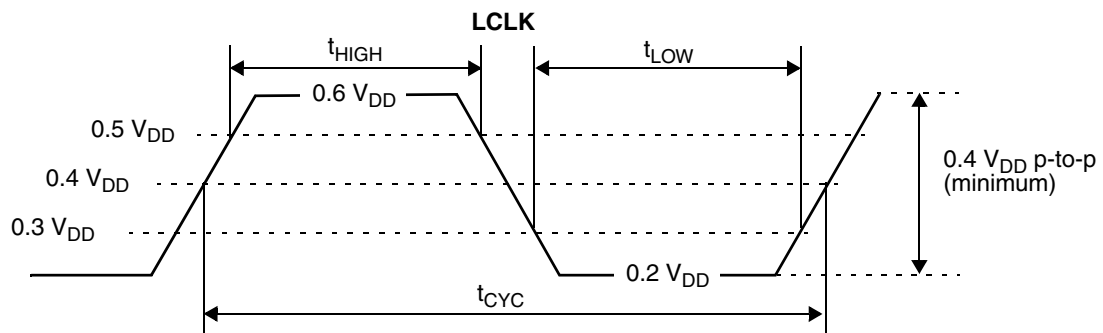 LCLK
tHIGH
tLOW
0.6 VDD
0.5 VDD
0.4 VDD
0.3 VDD
0.4 VDD p-to-p
(minimum)
0.2 VDD
tCYC